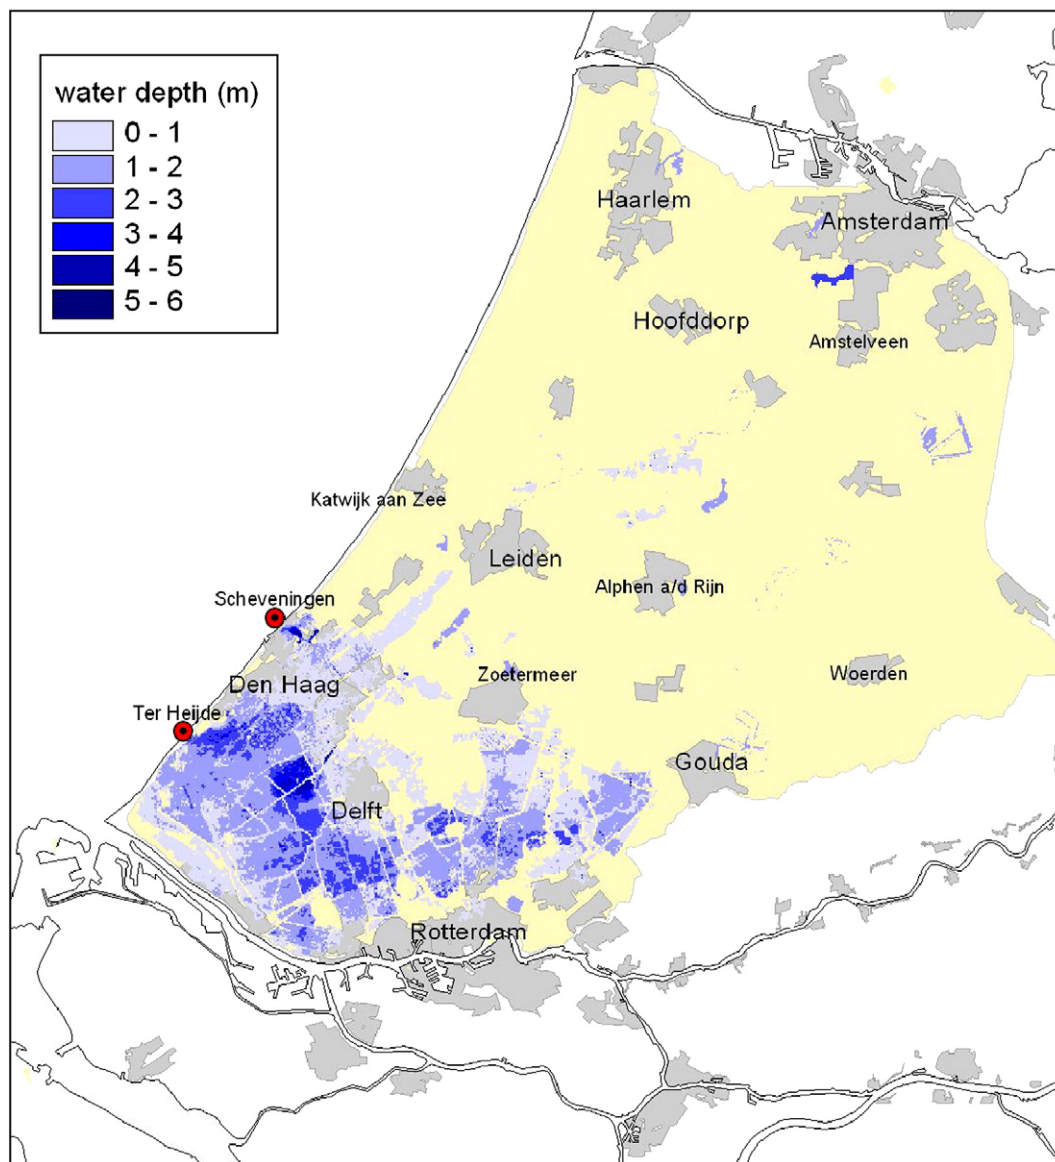 water depth (m)
0 - 1
1 - 2
2 - 3
3 - 4
4 - 5
5 - 6
Haarlem
Amsterdam
Hoofddorp
Amstelveen
Katwijk aan Zee
Leiden
Alphen a/d Rijn
Scheveningen
Zoetermeer
Woerden
Den Haag
Ter Heijde
Gouda
Delft
Rotterdam